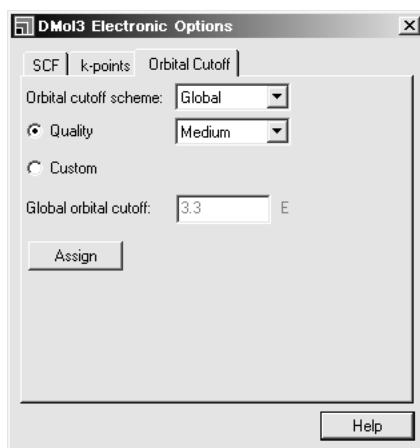 DMol3 Electronic Options
SCF k-points Orbital Cutoff
Orbital cutoff scheme: Global
Quality Medium
Custom
Global orbital cutoff: 3.3 E
Assign
Help